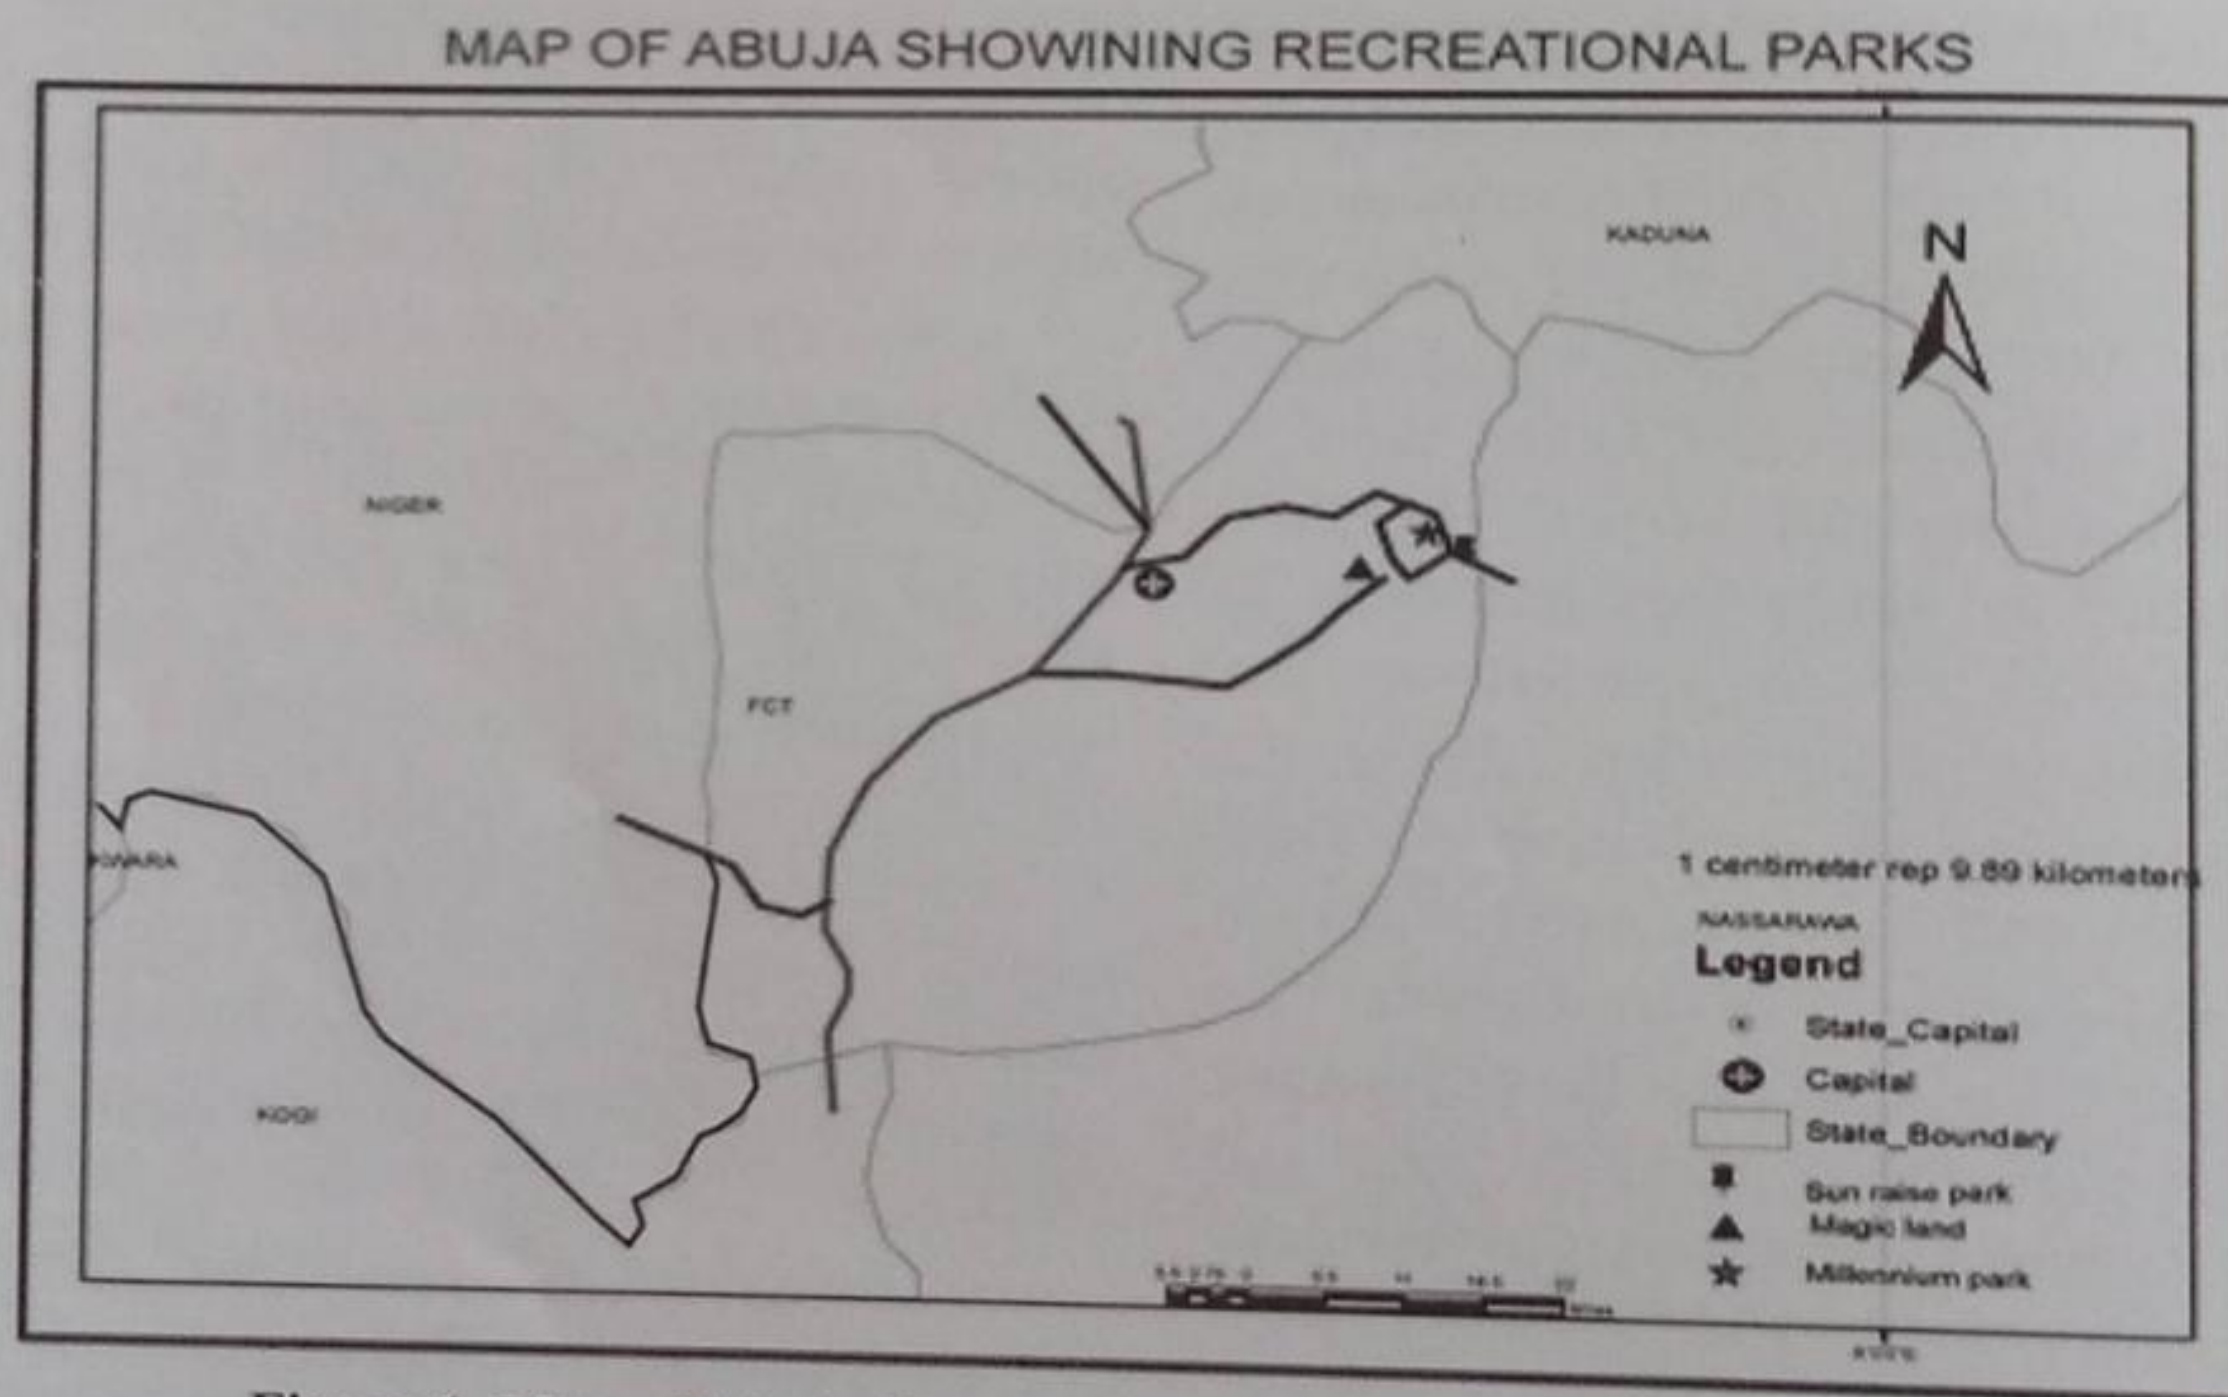 MAP OF ABUJA SHOWINING RECREATIONAL PARKS
KADUNA
N
NIGER
FCT
KWARA
1 centimeter rep 9.89 kilometers
NASSARAWA
Legend
State_Capital
Capital
KOGI
State_Boundary
Sun raise park
Magic land
Millennium park